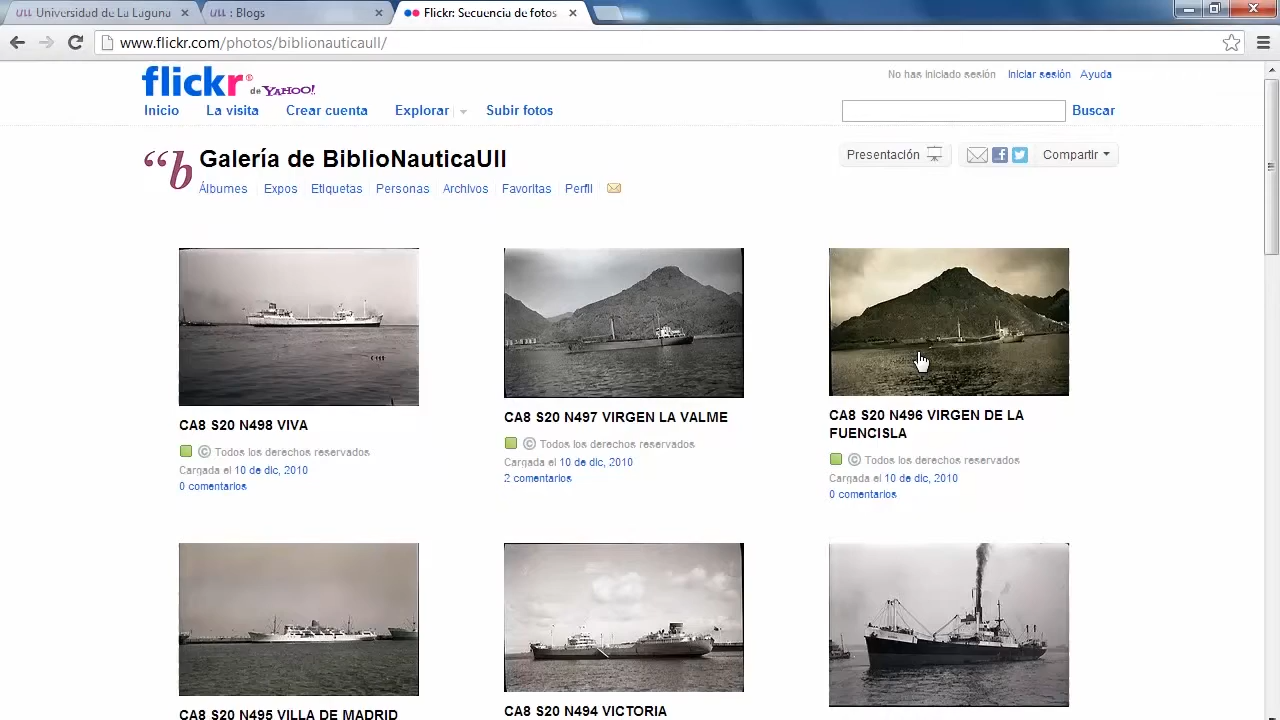 ULL Universidad de La Laguna
ULL : Blogs
Flickr: Secuencia de fotos
www.flickr.com/photos/biblionauticaull/
flickr® de YAHOO!
No has iniciado sesión Iniciar sesión Ayuda
Inicio La visita Crear cuenta Explorar Subir fotos Buscar
“b Galería de BiblioNauticaUll
Presentación Compartir
Álbumes Expos Etiquetas Personas Archivos Favoritas Perfil
CA8 S20 N498 VIVA
© Todos los derechos reservados
Cargada el 10 de dic, 2010
0 comentarios
CA8 S20 N497 VIRGEN LA VALME
© Todos los derechos reservados
Cargada el 10 de dic, 2010
2 comentarios
CA8 S20 N496 VIRGEN DE LA
FUENCISLA
© Todos los derechos reservados
Cargada el 10 de dic, 2010
0 comentarios
CA8 S20 N495 VILLA DE MADRID
CA8 S20 N494 VICTORIA